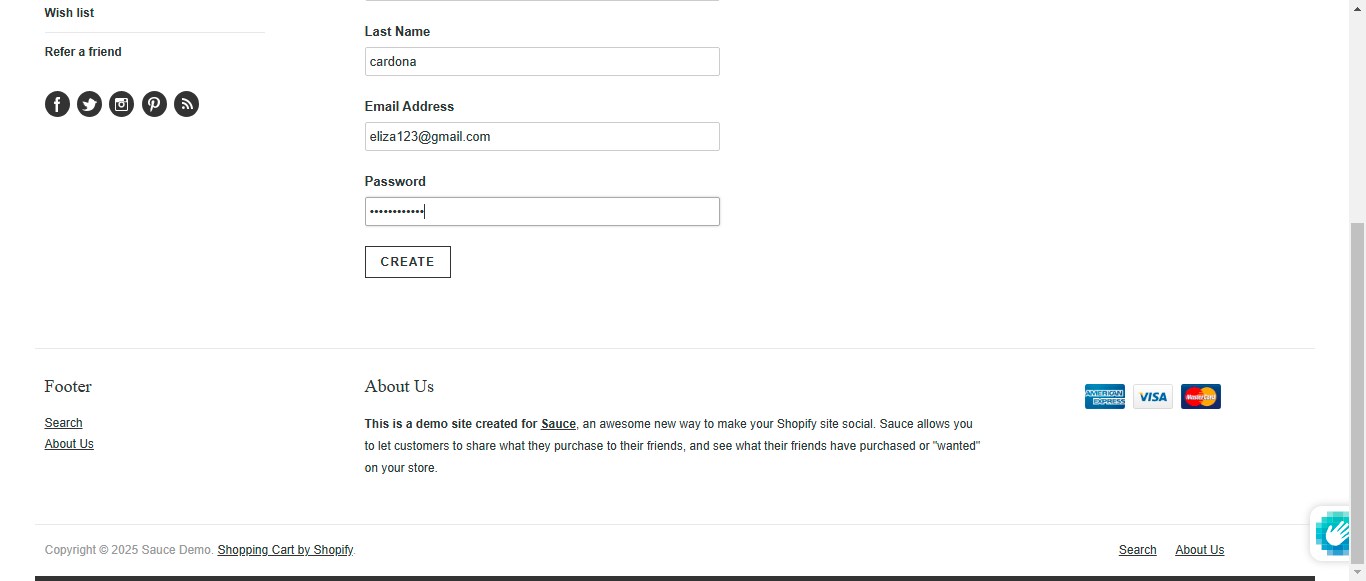 Wish list
Refer a friend
Last Name
cardona
Email Address
eliza123@gmail.com
Password
••••••••••••
CREATE
Footer
Search
About Us
About Us
This is a demo site created for Sauce, an awesome new way to make your Shopify site social. Sauce allows you
to let customers to share what they purchase to their friends, and see what their friends have purchased or "wanted"
on your store.
AMERICAN
EXPRESS
VISA
MasterCard
Copyright © 2025 Sauce Demo. Shopping Cart by Shopify.
Search
About Us